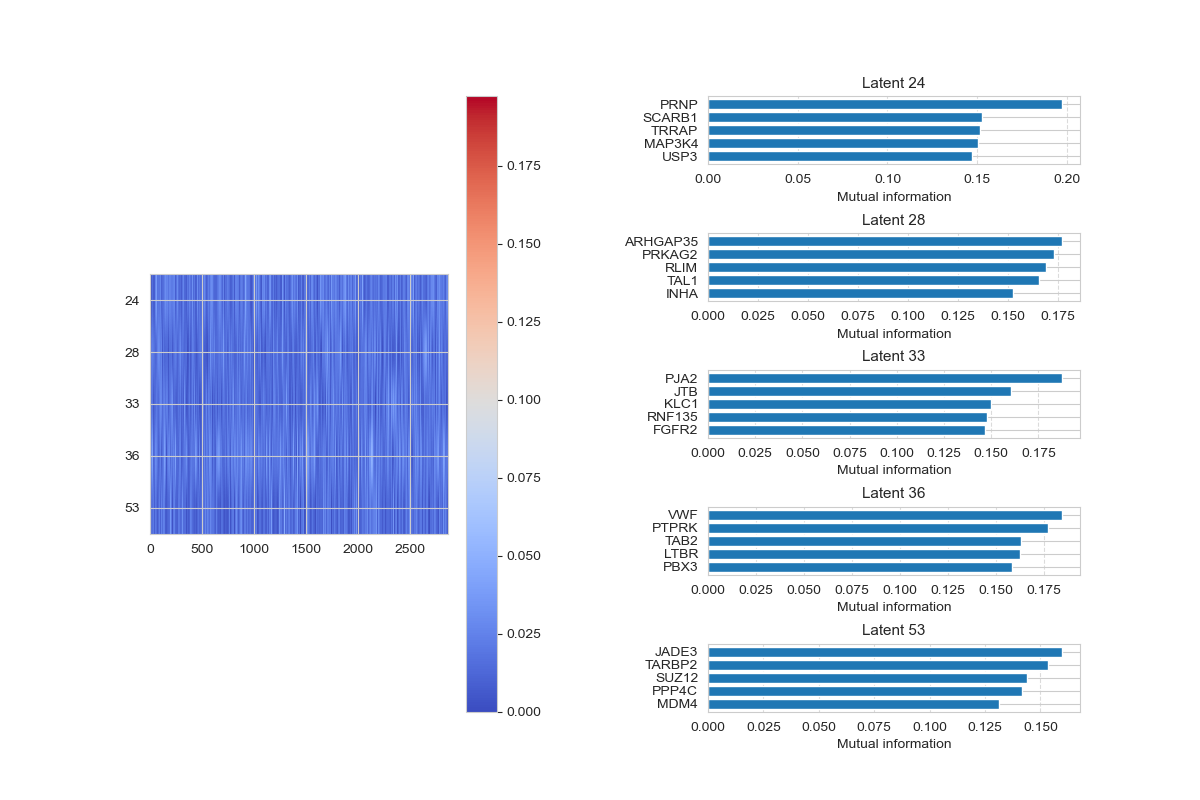 24
28
33
36
53
0 500 1000 1500 2000 2500
0.175
0.150
0.125
0.100
0.075
0.050
0.025
0.000
Latent 24
PRNP
SCARB1
TRRAP
MAP3K4
USP3
0.00 0.05 0.10 0.15 0.20
Mutual information
Latent 28
ARHGAP35
PRKAG2
RLIM
TAL1
INHA
0.000 0.025 0.050 0.075 0.100 0.125 0.150 0.175
Mutual information
Latent 33
PJA2
JTB
KLC1
RNF135
FGFR2
0.000 0.025 0.050 0.075 0.100 0.125 0.150 0.175
Mutual information
Latent 36
VWF
PTPRK
TAB2
LTBR
PBX3
0.000 0.025 0.050 0.075 0.100 0.125 0.150 0.175
Mutual information
Latent 53
JADE3
TARBP2
SUZ12
PPP4C
MDM4
0.000 0.025 0.050 0.075 0.100 0.125 0.150
Mutual information